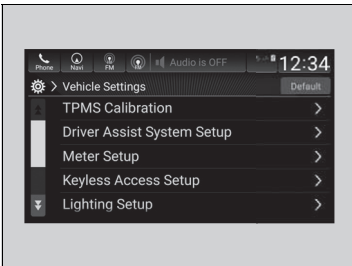 Phone Navi FM Audio is OFF 12:34
Vehicle Settings Default
TPMS Calibration
Driver Assist System Setup
Meter Setup
Keyless Access Setup
Lighting Setup